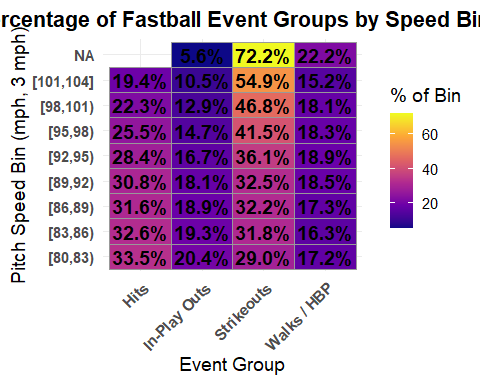 rcentage of Fastball Event Groups by Speed Bin
Pitch Speed Bin (mph, 3 mph)
NA 5.6% 72.2% 22.2%
[101,104] 19.4% 10.5% 54.9% 15.2%
[98,101) 22.3% 12.9% 46.8% 18.1%
[95,98) 25.5% 14.7% 41.5% 18.3%
[92,95) 28.4% 16.7% 36.1% 18.9%
[89,92) 30.8% 18.1% 32.5% 18.5%
[86,89) 31.6% 18.9% 32.2% 17.3%
[83,86) 32.6% 19.3% 31.8% 16.3%
[80,83) 33.5% 20.4% 29.0% 17.2%
Hits In-Play Outs Strikeouts Walks / HBP
Event Group
% of Bin
60
40
20